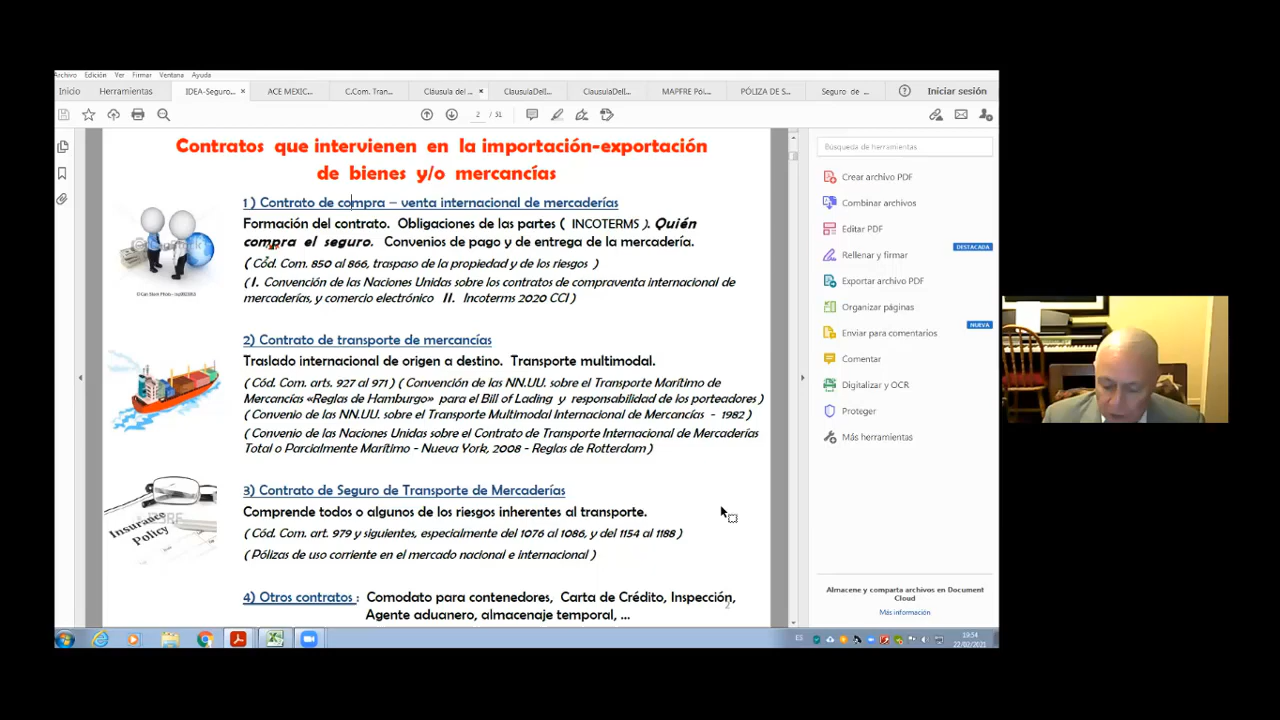 Archivo Edición Ver Firmar Ventana Ayuda
Inicio Herramientas IDEA-Seguro... × ACE MEXIC... C.Com. Tran... Cláusula del ... × ClausulaDelI... ClausulaDelI... MAPFRE Pól... PÓLIZA DE S... Seguro de ... Iniciar sesión
2 / 51
Contratos que intervienen en la importación-exportación
de bienes y/o mercancías
1 ) Contrato de compra – venta internacional de mercaderías
Formación del contrato. Obligaciones de las partes ( INCOTERMS ). Quién
compra el seguro. Convenios de pago y de entrega de la mercadería.
( Cód. Com. 850 al 866, traspaso de la propiedad y de los riesgos )
( I. Convención de las Naciones Unidas sobre los contratos de compraventa internacional de
mercaderías, y comercio electrónico II. Incoterms 2020 CCI )
2) Contrato de transporte de mercancías
Traslado internacional de origen a destino. Transporte multimodal.
( Cód. Com. arts. 927 al 971 ) ( Convención de las NN.UU. sobre el Transporte Marítimo de
Mercancías «Reglas de Hamburgo» para el Bill of Lading y responsabilidad de los porteadores )
( Convenio de las NN.UU. sobre el Transporte Multimodal Internacional de Mercancías - 1982 )
( Convenio de las Naciones Unidas sobre el Contrato de Transporte Internacional de Mercaderías
Total o Parcialmente Marítimo - Nueva York, 2008 - Reglas de Rotterdam )
Insurance
Policy
3) Contrato de Seguro de Transporte de Mercaderías
Comprende todos o algunos de los riesgos inherentes al transporte.
( Cód. Com. art. 979 y siguientes, especialmente del 1076 al 1086, y del 1154 al 1188 )
( Pólizas de uso corriente en el mercado nacional e internacional )
4) Otros contratos : Comodato para contenedores, Carta de Crédito, Inspección,
Agente aduanero, almacenaje temporal, ...
2
Búsqueda de herramientas
Crear archivo PDF
Combinar archivos
Editar PDF
DESTACADA
Rellenar y firmar
Exportar archivo PDF
Organizar páginas
NUEVA
Enviar para comentarios
Comentar
Digitalizar y OCR
Proteger
Más herramientas
Almacene y comparta archivos en Document
Cloud
Más información
ES
19:54
22/02/2021